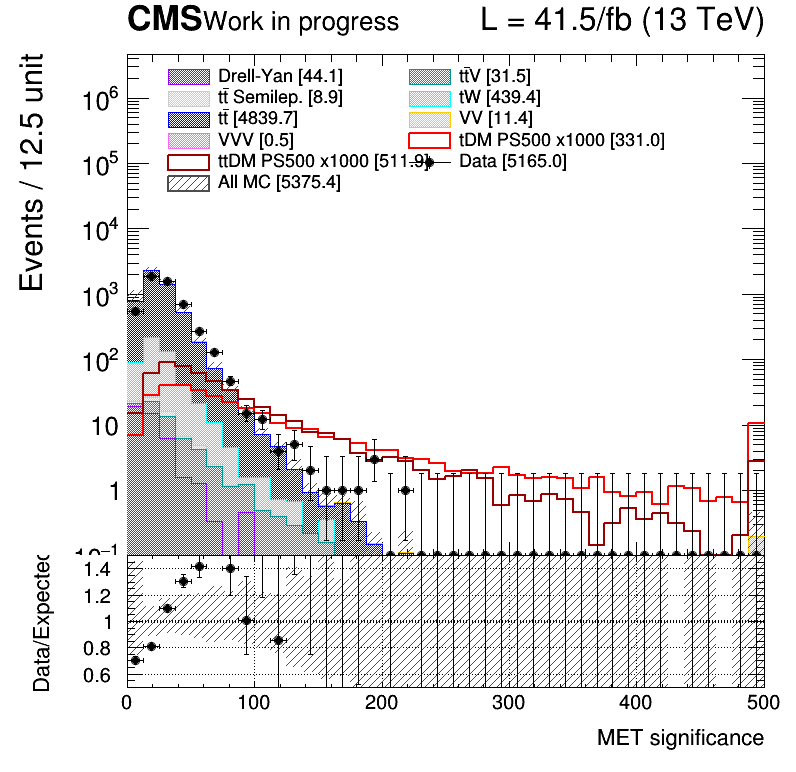 CMS Work in progress L = 41.5/fb (13 TeV)
Events / 12.5 unit
Drell-Yan [44.1] tt̄V [31.5]
tt̄ Semilep. [8.9] tW [439.4]
tt̄ [4839.7] VV [11.4]
VVV [0.5] tDM PS500 x1000 [331.0]
ttDM PS500 x1000 [511.9] Data [5165.0]
All MC [5375.4]
10⁶
10⁵
10⁴
10³
10²
10
1
10⁻¹
Data/Expected
1.4
1.2
1
0.8
0.6
0 100 200 300 400 500
MET significance